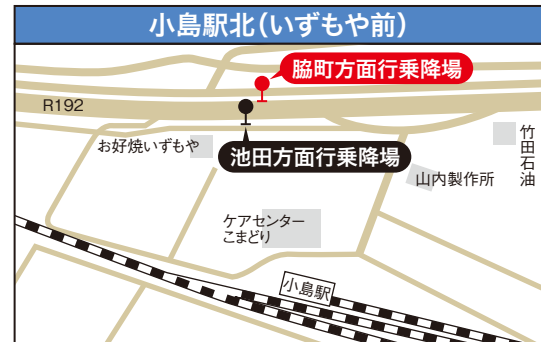 小島駅北（いずもや前）
脇町方面行乗降場
R192
お好焼いずもや
池田方面行乗降場
竹田石油
山内製作所
ケアセンター
こまどり
小島駅